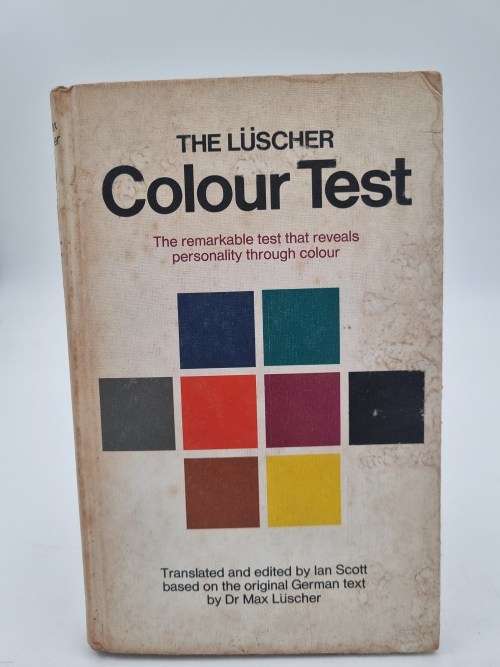 THE LÜSCHER
Colour Test
The remarkable test that reveals
personality through colour
Translated and edited by Ian Scott
based on the original German text
by Dr Max Lüscher